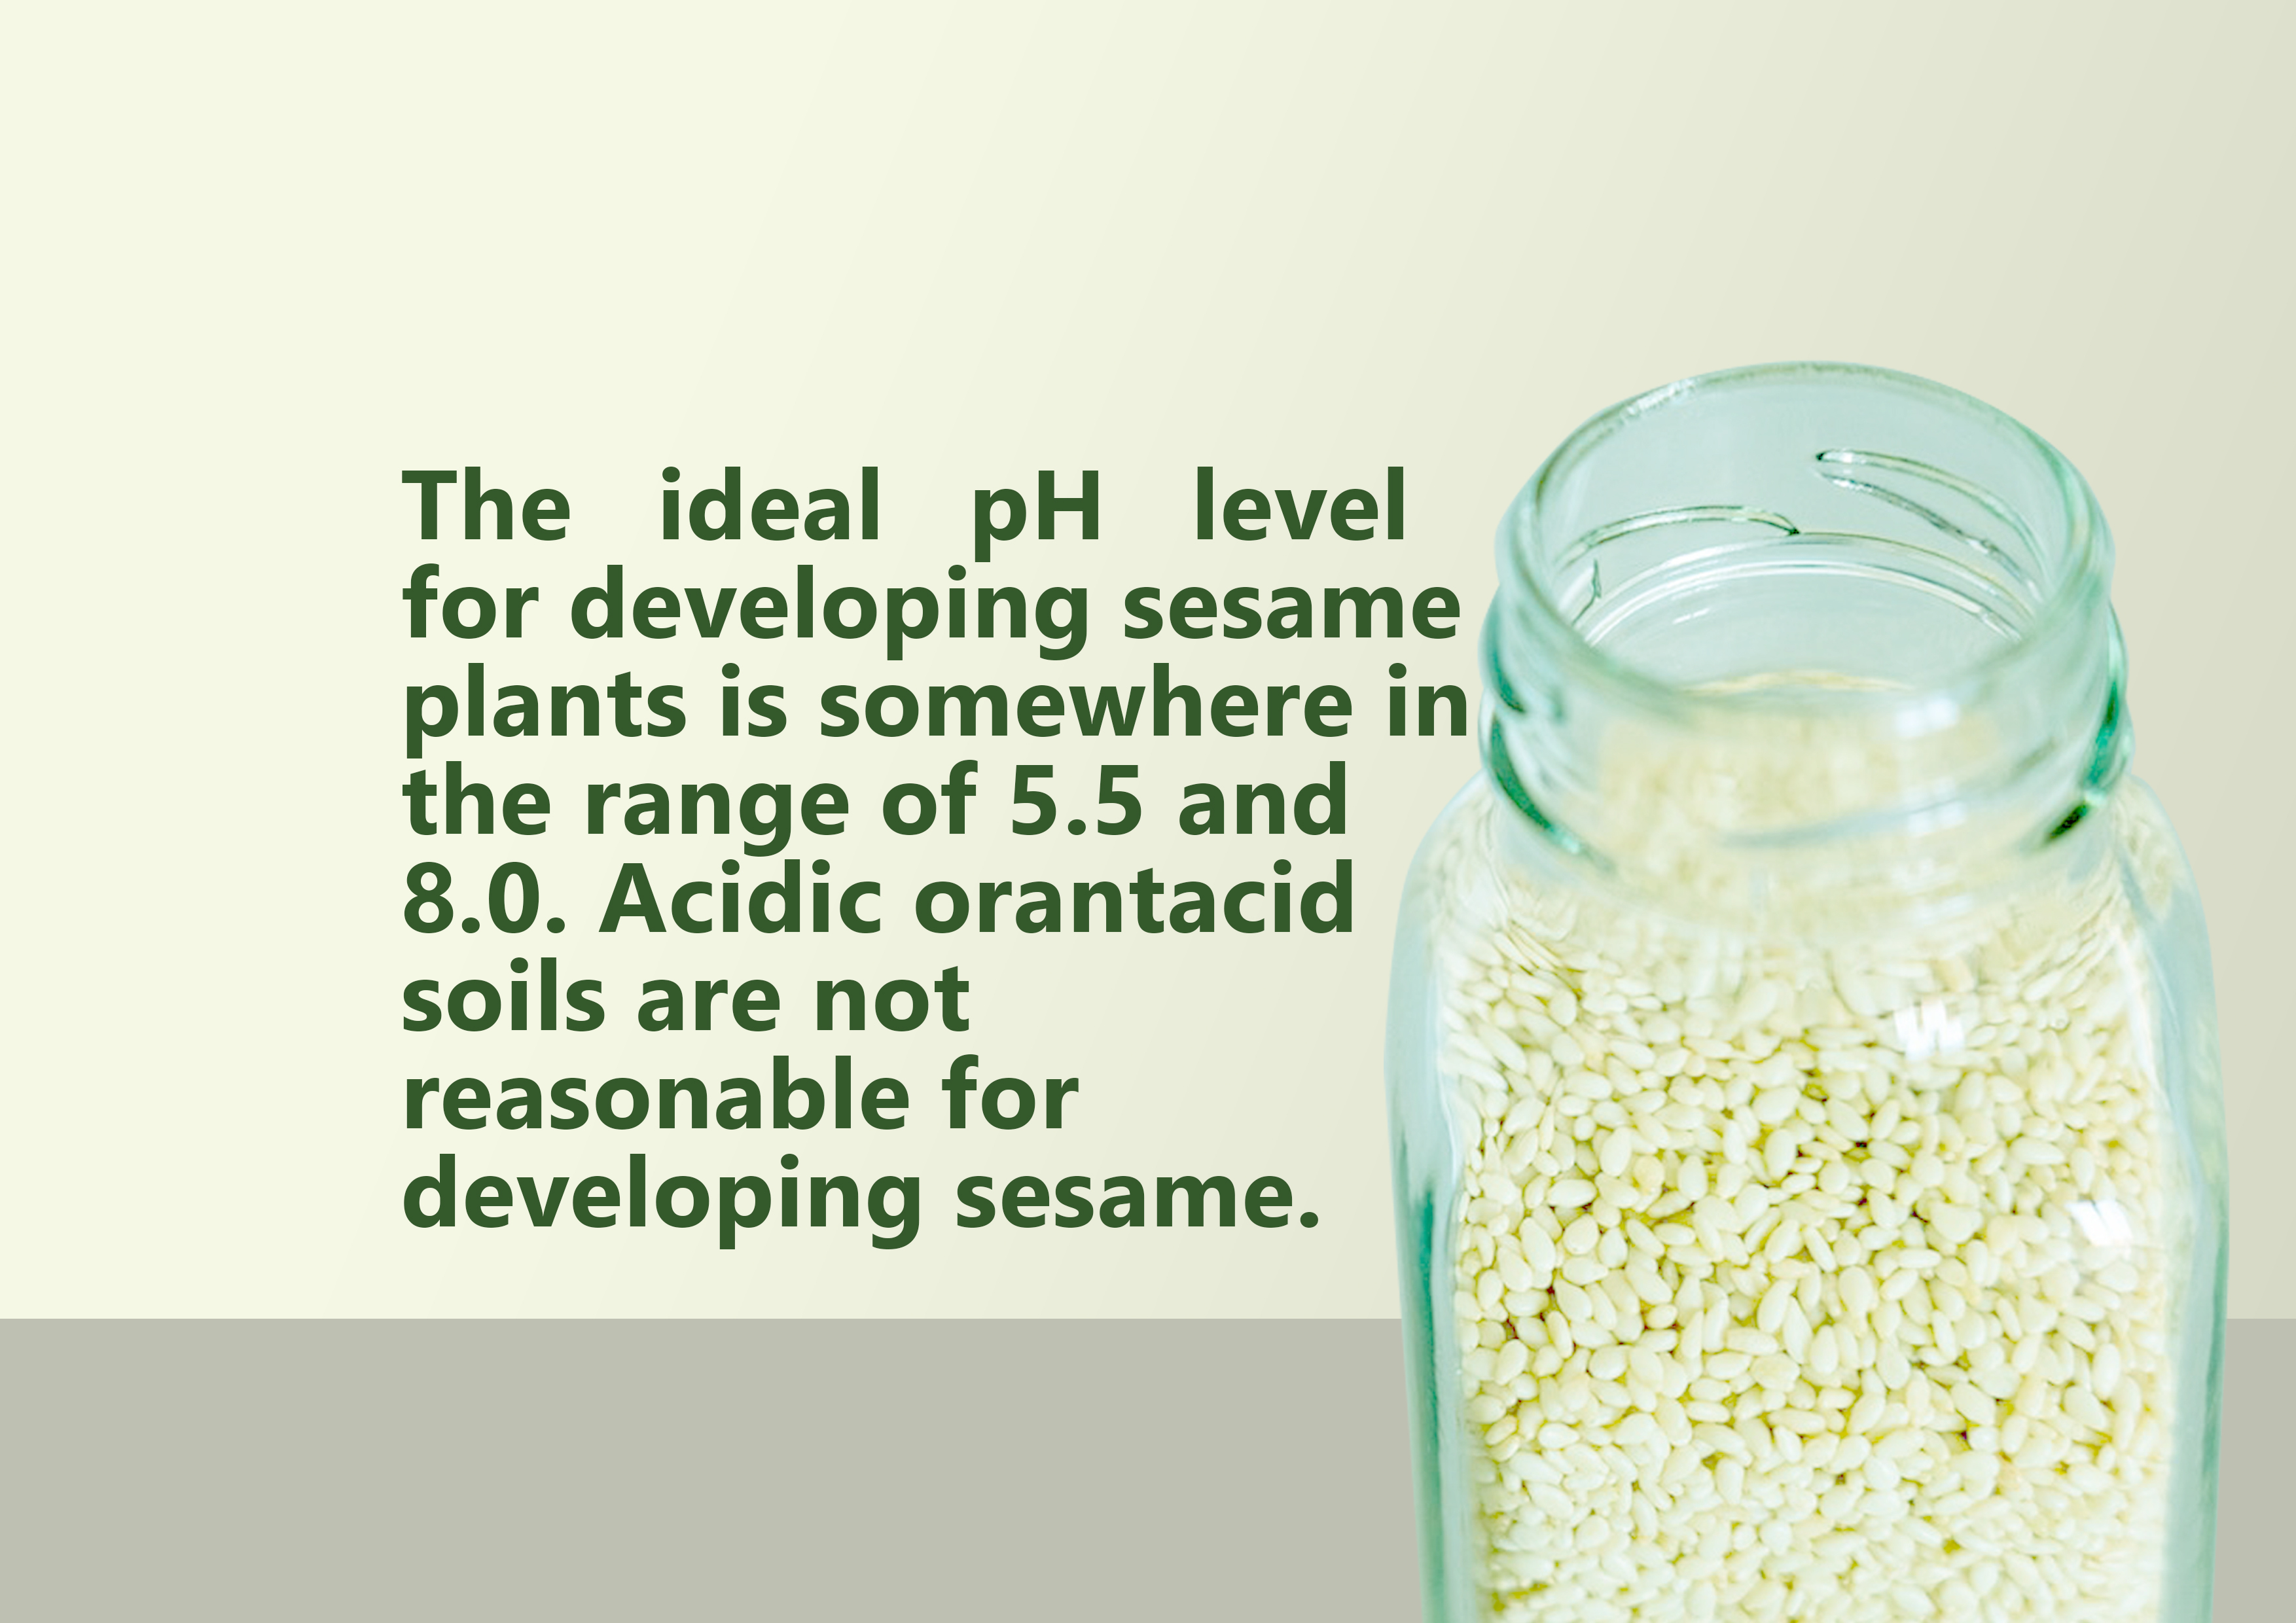 The ideal pH level
for developing sesame
plants is somewhere in
the range of 5.5 and
8.0. Acidic orantacid
soils are not
reasonable for
developing sesame.